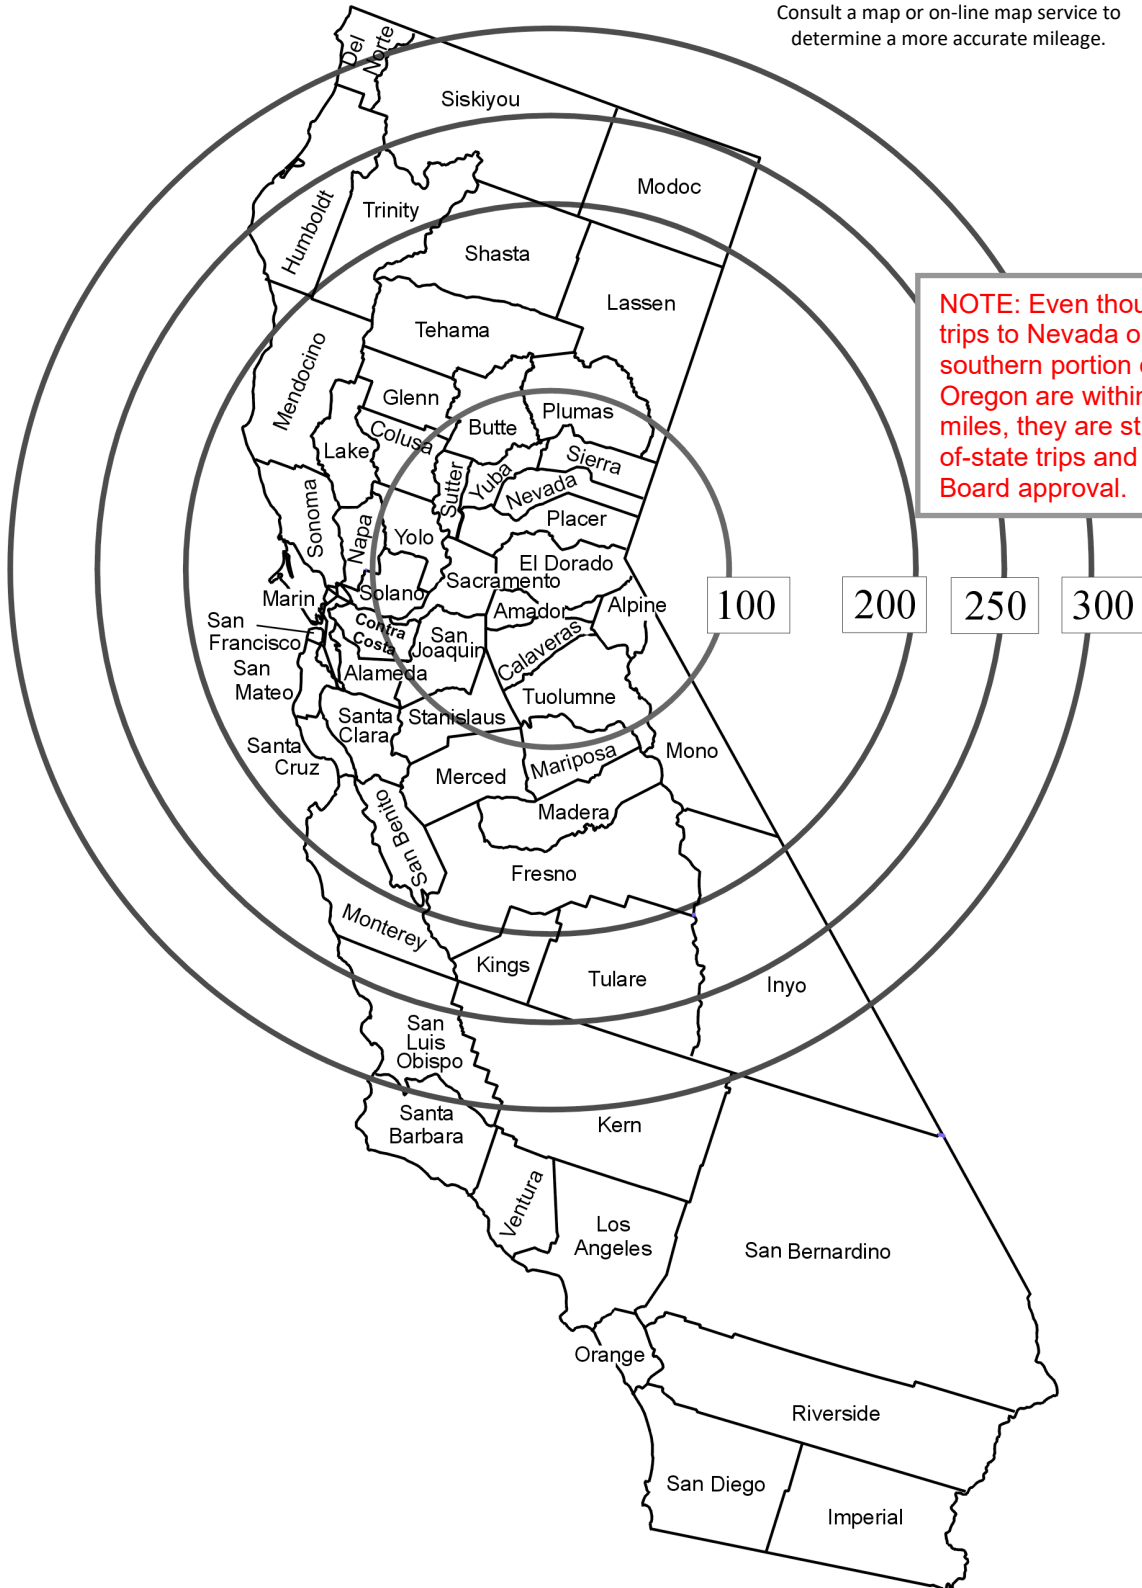 Consult a map or on-line map service to
determine a more accurate mileage.
Del
Norte
Siskiyou
Modoc
Humboldt
Trinity
Shasta
Lassen
NOTE: Even thou
trips to Nevada o
southern portion
Oregon are within
miles, they are st
of-state trips and
Board approval.
Tehama
Mendocino
Glenn
Plumas
Butte
Colusa
Lake
Sierra
Yuba
Sutter
Nevada
Sonoma
Napa
Yolo
Placer
El Dorado
Sacramento
Solano
Marin
Amador
Alpine
100
200
250
300
San
Francisco
Contra
Costa
San
Joaquin
Calaveras
San
Mateo
Alameda
Tuolumne
Santa
Clara
Stanislaus
Santa
Cruz
Mono
Mariposa
Merced
Madera
San Benito
Fresno
Monterey
Kings
Tulare
Inyo
San
Luis
Obispo
Santa
Barbara
Kern
Ventura
Los
Angeles
San Bernardino
Orange
Riverside
San Diego
Imperial